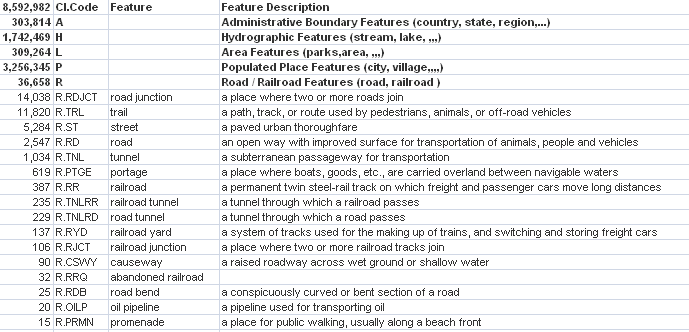 8,592,982 Cl.Code Feature Feature Description
303,814 A Administrative Boundary Features (country, state, region,...)
1,742,469 H Hydrographic Features (stream, lake, ,,,)
309,264 L Area Features (parks,area, ,,,)
3,256,345 P Populated Place Features (city, village,,,,)
36,658 R Road / Railroad Features (road, railroad )
14,038 R.RDJCT road junction a place where two or more roads join
11,820 R.TRL trail a path, track, or route used by pedestrians, animals, or off-road vehicles
5,284 R.ST street a paved urban thoroughfare
2,547 R.RD road an open way with improved surface for transportation of animals, people and vehicles
1,034 R.TNL tunnel a subterranean passageway for transportation
619 R.PTGE portage a place where boats, goods, etc., are carried overland between navigable waters
387 R.RR railroad a permanent twin steel-rail track on which freight and passenger cars move long distances
235 R.TNLRR railroad tunnel a tunnel through which a railroad passes
229 R.TNLRD road tunnel a tunnel through which a road passes
137 R.RYD railroad yard a system of tracks used for the making up of trains, and switching and storing freight cars
106 R.RJCT railroad junction a place where two or more railroad tracks join
90 R.CSWY causeway a raised roadway across wet ground or shallow water
32 R.RRQ abandoned railroad
25 R.RDB road bend a conspicuously curved or bent section of a road
20 R.OILP oil pipeline a pipeline used for transporting oil
15 R.PRMN promenade a place for public walking, usually along a beach front